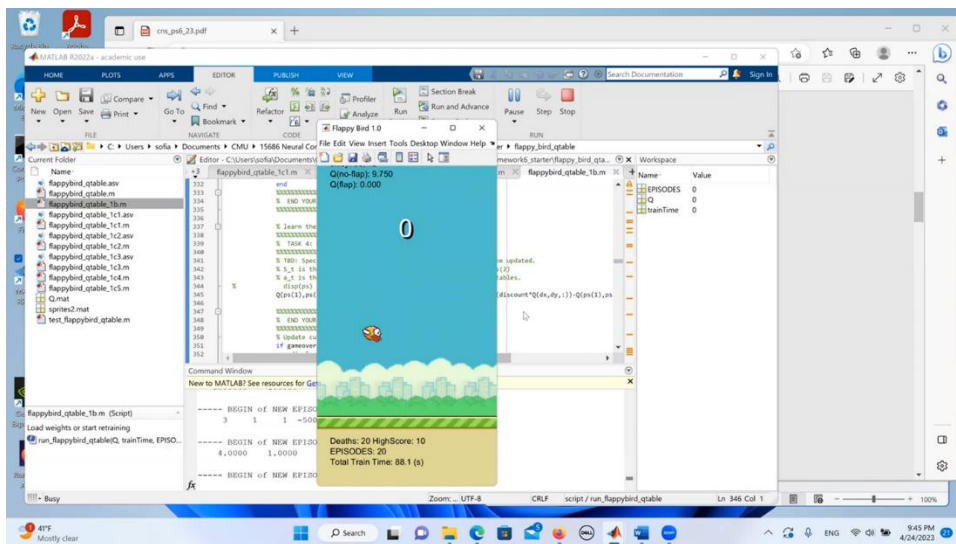 cns_ps6_23.pdf
MATLAB R2022a - academic use
HOME PLOTS APPS EDITOR PUBLISH VIEW Search Documentation Sign In
New Open Save Compare Print Go To Find Bookmark Refactor Profiler Analyze Run Section Break Run and Advance Pause Step Stop
FILE NAVIGATE CODE RUN
C: Users sofia Documents CMU 15686 Neural Co flappy_bird_qtable
Current Folder
Name
flappybird_qtable.asv
flappybird_qtable.m
flappybird_qtable_1b.m
flappybird_qtable_1c1.asv
flappybird_qtable_1c1.m
flappybird_qtable_1c2.asv
flappybird_qtable_1c2.m
flappybird_qtable_1c3.asv
flappybird_qtable_1c3.m
flappybird_qtable_1c4.m
flappybird_qtable_1c5.m
Q.mat
sprites2.mat
test_flappybird_qtable.m
flappybird_qtable_1b.m (Script)
Load weights or start retraining
run_flappybird_qtable(Q, trainTime, EPISO...
Busy
Editor - C:\Users\sofia\Documents\C
mework6_starter\flappy_bird_qta...
flappybird_qtable_1c1.m flappybird_qtable_1b.m
332 end
333
334 % END YOUR
335
336
337 % learn the
338
339 % TASK 4:
340
341 % TBD: Spec be updated.
342 % S_t is th s(2)
343 % a_t is th tables.
344 % disp(ps)
345 Q(ps(1),ps( (discount*Q(dx,dy,:))-Q(ps(1),ps
346
347
348 % END YOUR
349
350 % Update cu
351 if gameover
352
Command Window
New to MATLAB? See resources for Get
----- BEGIN of NEW EPISO
3 1 1 -500
----- BEGIN of NEW EPISO
4.0000 1.0000
----- BEGIN of NEW EPISO
fx
Flappy Bird 1.0
File Edit View Insert Tools Desktop Window Help
Q(no-flap): 9.750
Q(flap): 0.000
0
Deaths: 20 HighScore: 10
EPISODES: 20
Total Train Time: 88.1 (s)
Workspace
Name Value
EPISODES 0
Q 0
trainTime 0
Zoom: ... UTF-8 CRLF script / run_flappybird_qtable Ln 346 Col 1
100%
41°F
Mostly clear
Search
ENG
9:45 PM
4/24/2023